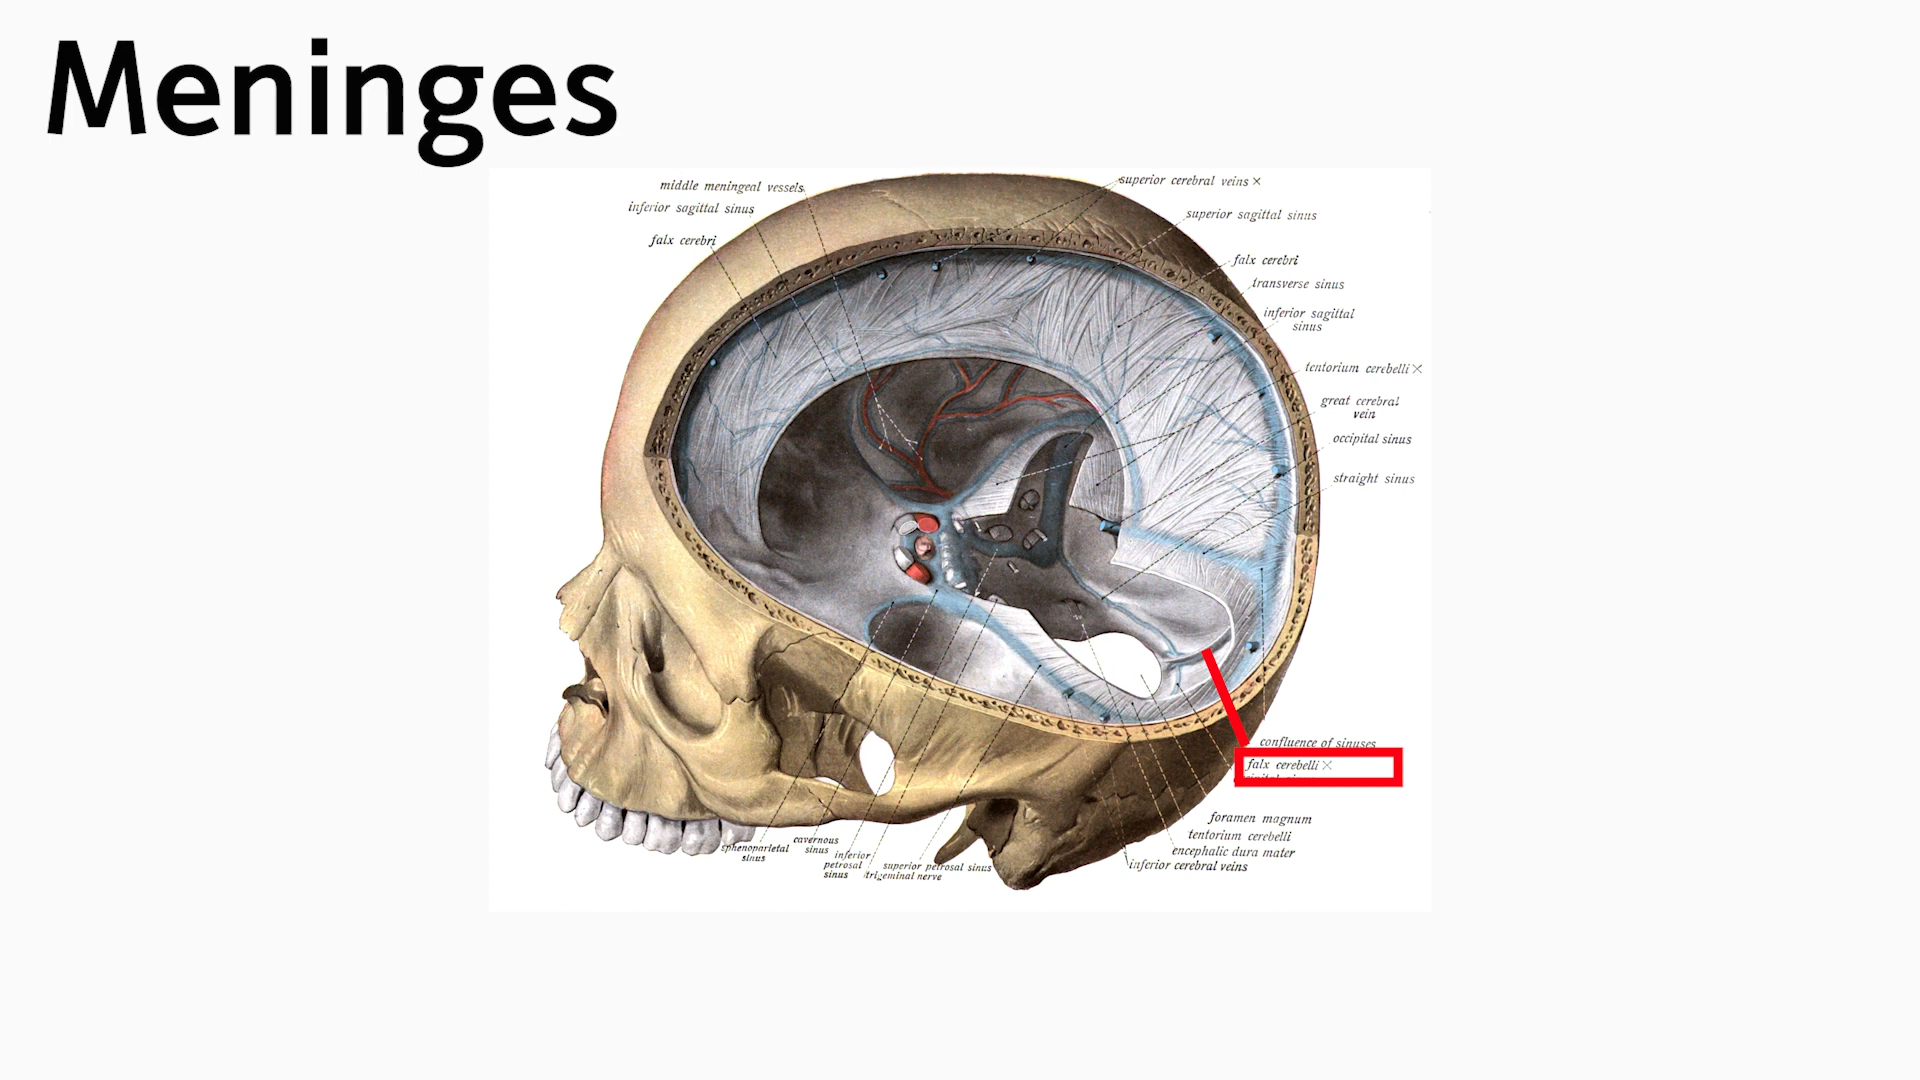 Meninges
middle meningeal vessels
inferior sagittal sinus
falx cerebri
superior cerebral veins ×
superior sagittal sinus
falx cerebri
transverse sinus
inferior sagittal
sinus
tentorium cerebelli ×
great cerebral
vein
occipital sinus
straight sinus
confluence of sinuses
falx cerebelli ×
foramen magnum
tentorium cerebelli
encephalic dura mater
inferior cerebral veins
sphenoparietal
sinus
cavernous
sinus
inferior
petrosal
sinus
superior petrosal sinus
trigeminal nerve